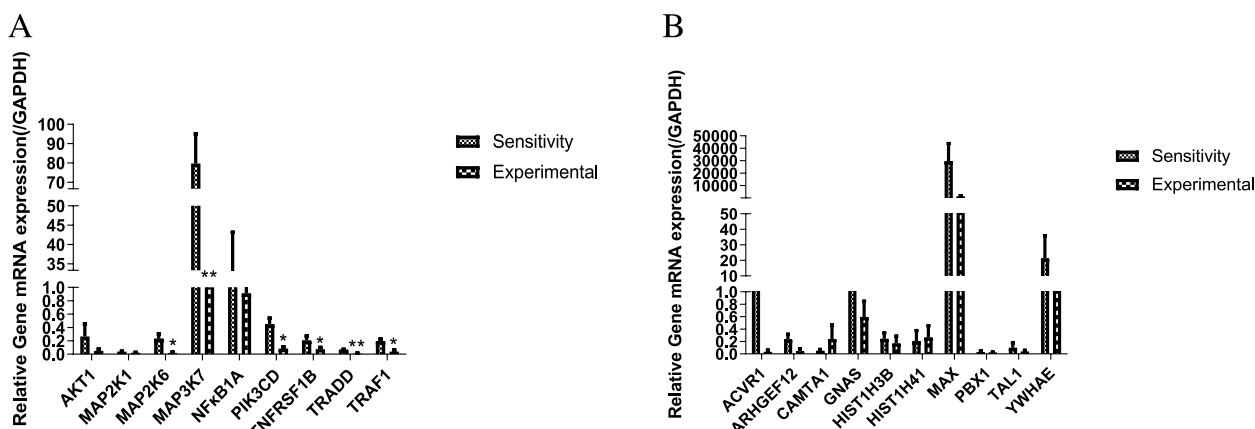 A
Relative Gene mRNA expression(/GAPDH)
100
90
80
70
50
45
40
35
1.0
0.8
0.6
0.4
0.2
0.0
**
*
*
*
**
*
AKT1
MAP2K1
MAP2K6
MAP3K7
NFκB1A
PIK3CD
TNFRSF1B
TRADD
TRAF1
Sensitivity
Experimental
B
Relative Gene mRNA expression(/GAPDH)
50000
40000
30000
20000
10000
50
40
30
20
10
1.0
0.8
0.6
0.4
0.2
0.0
ACVR1
ARHGEF12
CAMTA1
GNAS
HIST1H3B
HIST1H41
MAX
PBX1
TAL1
YWHAE
Sensitivity
Experimental